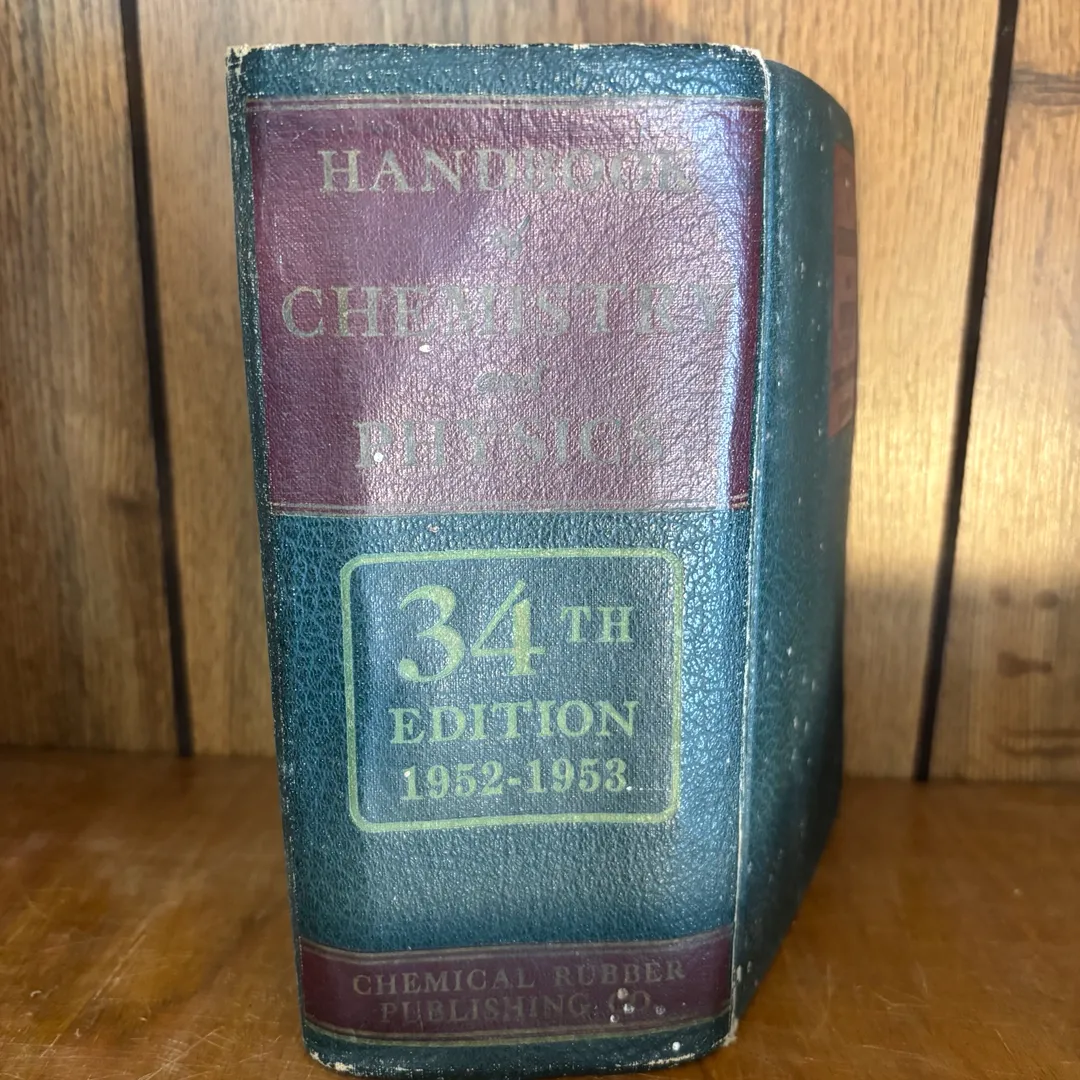 HANDBOOK
of
CHEMISTRY
and
PHYSICS
34TH
EDITION
1952-1953
CHEMICAL RUBBER
PUBLISHING CO.